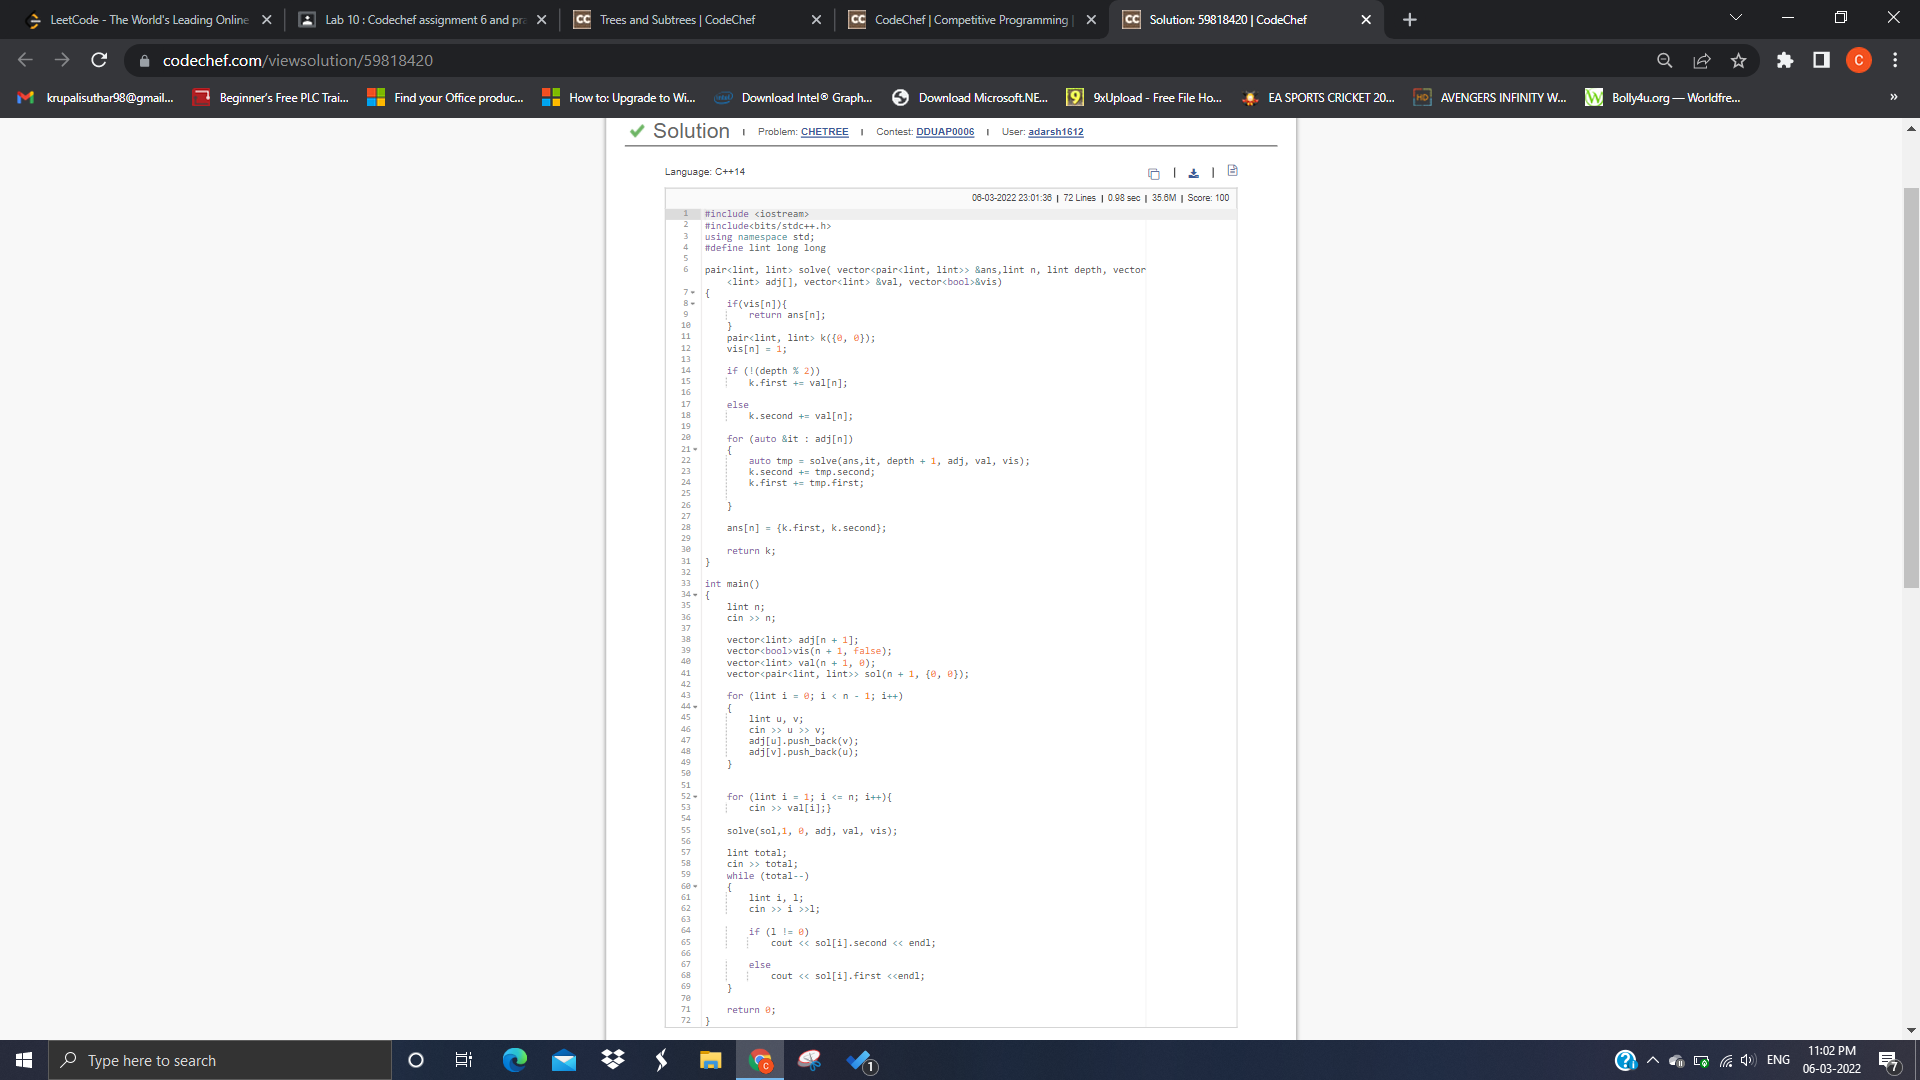 LeetCode - The World's Leading Online
Lab 10 : Codechef assignment 6 and pra
Trees and Subtrees | CodeChef
CodeChef | Competitive Programming |
Solution: 59818420 | CodeChef
codechef.com/viewsolution/59818420
C
krupalisuthar98@gmail...
Beginner's Free PLC Trai...
Find your Office produc...
How to: Upgrade to Wi...
Download Intel® Graph...
Download Microsoft.NE...
9xUpload - Free File Ho...
EA SPORTS CRICKET 20...
AVENGERS INFINITY W...
Bolly4u.org — Worldfre...
»
Solution | Problem: CHETREE | Contest: DDUAP0006 | User: adarsh1612
Language: C++14
06-03-2022 23:01:36 | 72 Lines | 0.98 sec | 35.6M | Score: 100
1 #include <iostream>
2 #include<bits/stdc++.h>
3 using namespace std;
4 #define lint long long
5
6 pair<lint, lint> solve( vector<pair<lint, lint>> &ans,lint n, lint depth, vector
<lint> adj[], vector<lint> &val, vector<bool>&vis)
7 {
8 if(vis[n]){
9 return ans[n];
10 }
11 pair<lint, lint> k({0, 0});
12 vis[n] = 1;
13
14 if (!(depth % 2))
15 k.first += val[n];
16
17 else
18 k.second += val[n];
19
20 for (auto &it : adj[n])
21 {
22 auto tmp = solve(ans,it, depth + 1, adj, val, vis);
23 k.second += tmp.second;
24 k.first += tmp.first;
25
26 }
27
28 ans[n] = {k.first, k.second};
29
30 return k;
31 }
32
33 int main()
34 {
35 lint n;
36 cin >> n;
37
38 vector<lint> adj[n + 1];
39 vector<bool>vis(n + 1, false);
40 vector<lint> val(n + 1, 0);
41 vector<pair<lint, lint>> sol(n + 1, {0, 0});
42
43 for (lint i = 0; i < n - 1; i++)
44 {
45 lint u, v;
46 cin >> u >> v;
47 adj[u].push_back(v);
48 adj[v].push_back(u);
49 }
50
51
52 for (lint i = 1; i <= n; i++){
53 cin >> val[i];}
54
55 solve(sol,1, 0, adj, val, vis);
56
57 lint total;
58 cin >> total;
59 while (total--)
60 {
61 lint i, l;
62 cin >> i >>l;
63
64 if (l != 0)
65 cout << sol[i].second << endl;
66
67 else
68 cout << sol[i].first <<endl;
69 }
70
71 return 0;
72 }
Type here to search
1
ENG
11:02 PM
06-03-2022
7